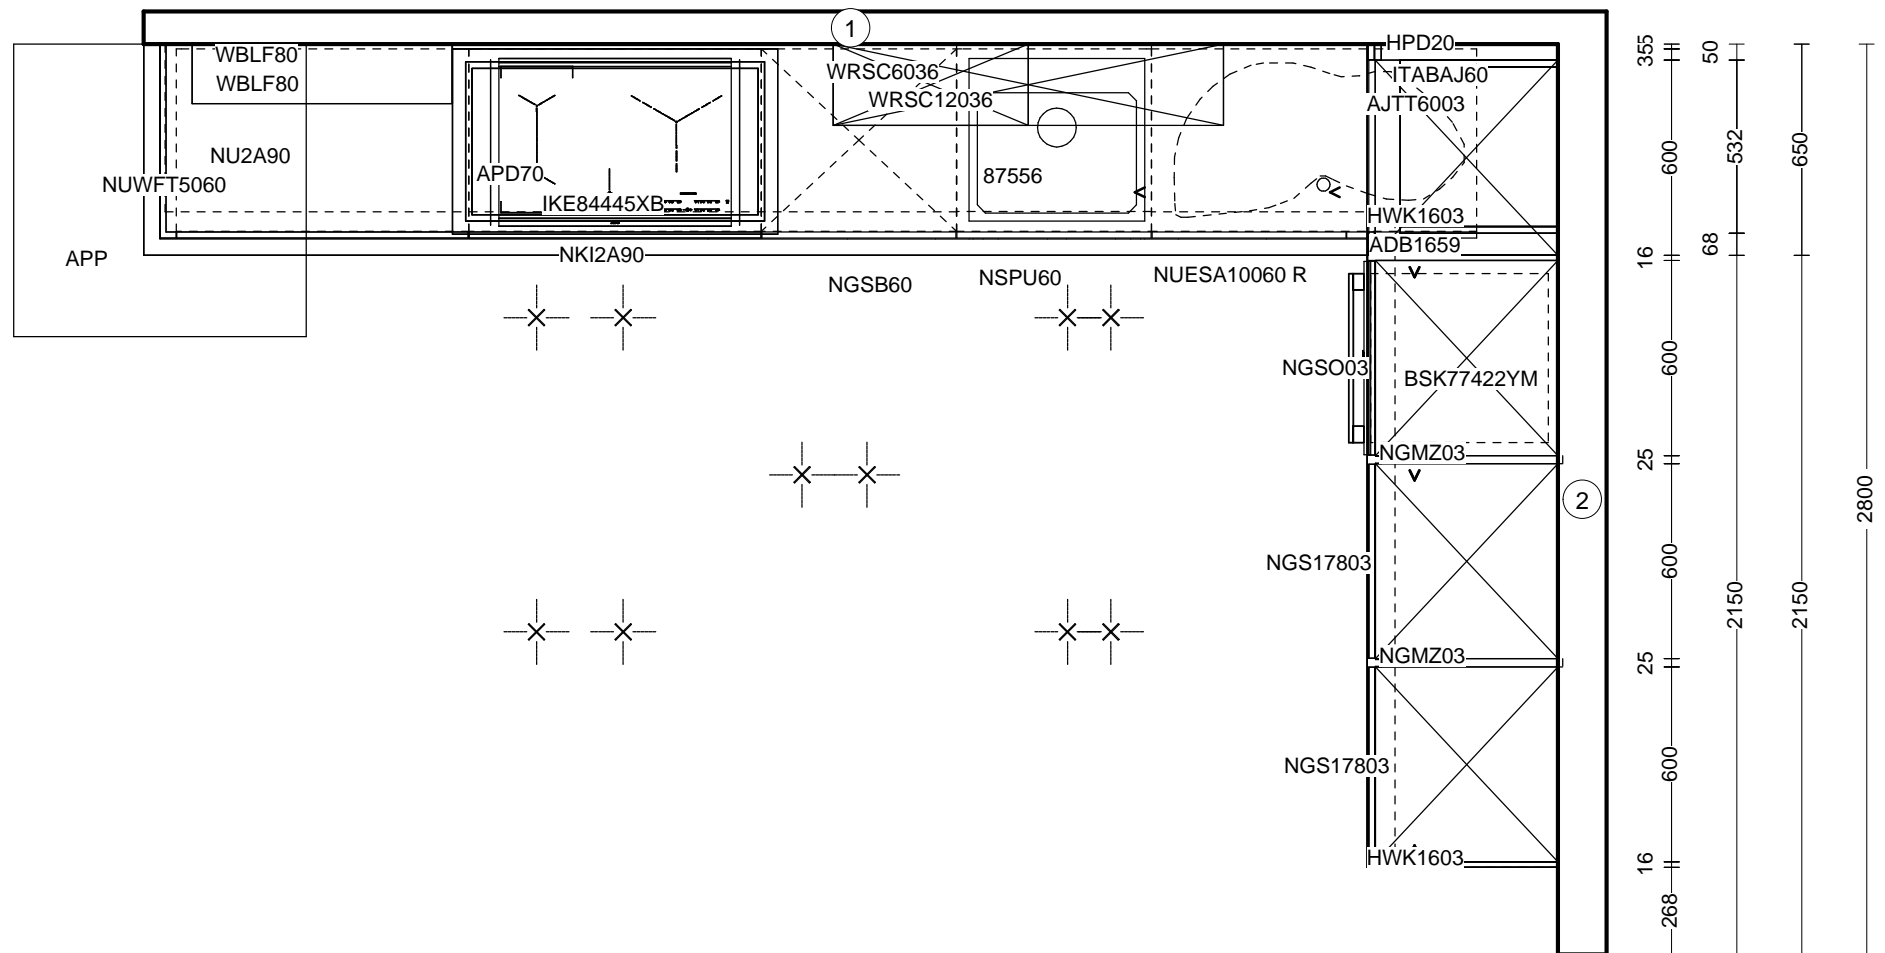 1
HPD20
WBLF80
WBLF80
WRSC6036
WRSC12036
ITABAJ60
AJTT6003
NU2A90
NUWFT5060
APD70
IKE84445XB
87556
HWK1603
ADB1659
APP
NKI2A90
NGSB60
NSPU60
NUESA10060 R
NGSO03
BSK77422YM
NGMZ03
2
NGS17803
NGMZ03
NGS17803
HWK1603
355
600
16
600
25
600
25
600
16
268
50
532
68
2150
650
2150
2800